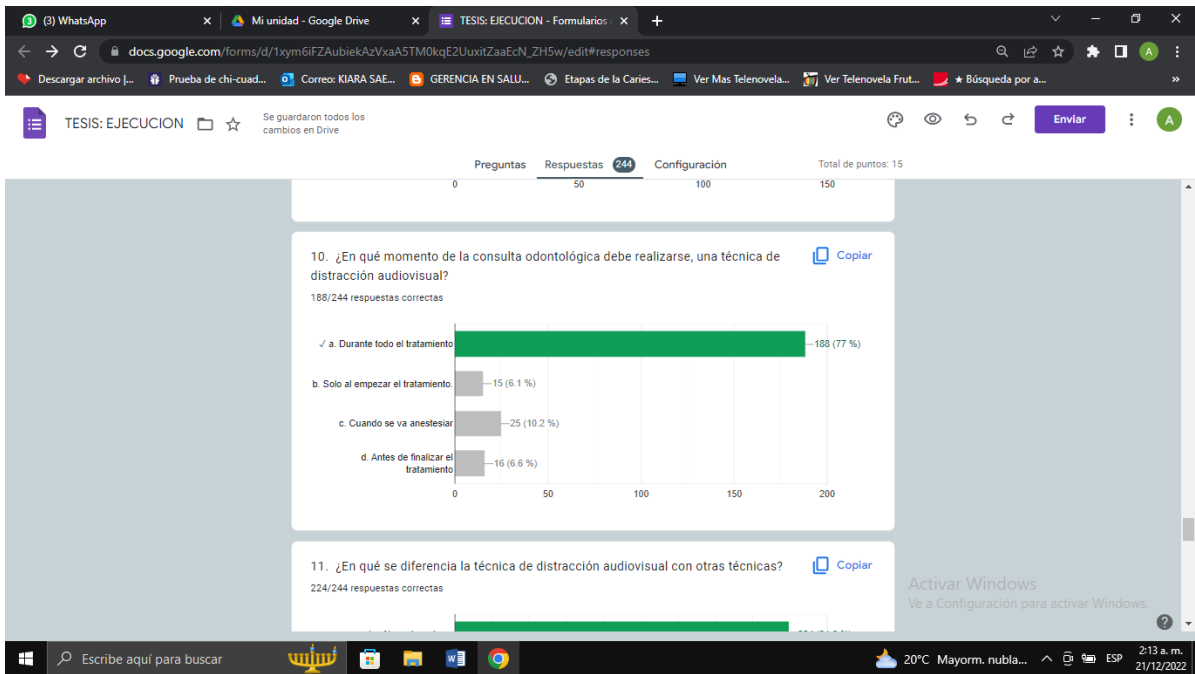 (3) WhatsApp
Mi unidad - Google Drive
TESIS: EJECUCION - Formularios
docs.google.com/forms/d/1xym6iFZAubiekAzVxaA5TM0kqE2UuxitZaaEcN_ZH5w/edit#responses
A
Descargar archivo |...
Prueba de chi-cuad...
Correo: KIARA SAE...
GERENCIA EN SALU...
Etapas de la Caries...
Ver Mas Telenovela...
Ver Telenovela Frut...
★ Búsqueda por a...
»
TESIS: EJECUCION
Se guardaron todos los
cambios en Drive
Enviar
A
Preguntas
Respuestas 244
Configuración
Total de puntos: 15
0 50 100 150
10. ¿En qué momento de la consulta odontológica debe realizarse, una técnica de
distracción audiovisual?
Copiar
188/244 respuestas correctas
✓ a. Durante todo el tratamiento
188 (77 %)
b. Solo al empezar el tratamiento.
15 (6.1 %)
c. Cuando se va anestesiar
25 (10.2 %)
d. Antes de finalizar el
tratamiento
16 (6.6 %)
0 50 100 150 200
11. ¿En qué se diferencia la técnica de distracción audiovisual con otras técnicas?
Copiar
224/244 respuestas correctas
Activar Windows
Ve a Configuración para activar Windows.
Escribe aquí para buscar
20°C Mayorm. nubla...
ESP
2:13 a. m.
21/12/2022